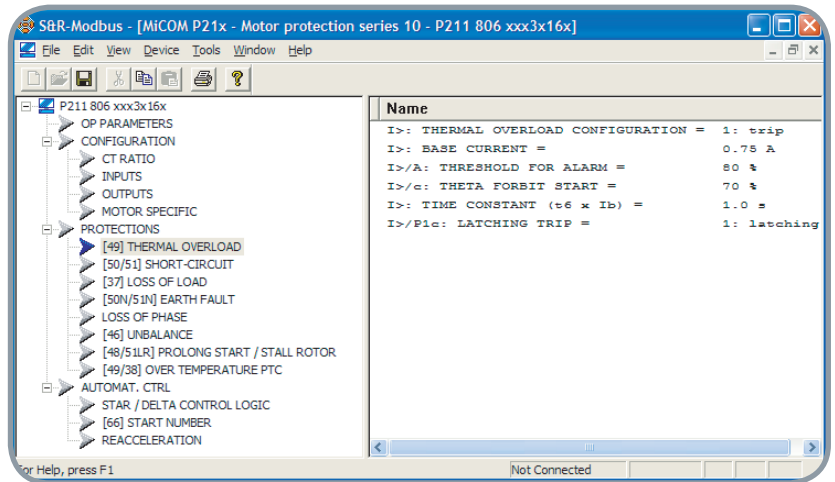 S&R-Modbus - [MiCOM P21x - Motor protection series 10 - P211 806 xxx3x16x]
File Edit View Device Tools Window Help
P211 806 xxx3x16x
OP PARAMETERS
CONFIGURATION
CT RATIO
INPUTS
OUTPUTS
MOTOR SPECIFIC
PROTECTIONS
[49] THERMAL OVERLOAD
[50/51] SHORT-CIRCUIT
[37] LOSS OF LOAD
[50N/51N] EARTH FAULT
LOSS OF PHASE
[46] UNBALANCE
[48/51LR] PROLONG START / STALL ROTOR
[49/38] OVER TEMPERATURE PTC
AUTOMAT. CTRL
STAR / DELTA CONTROL LOGIC
[66] START NUMBER
REACCELERATION
Name
I>: THERMAL OVERLOAD CONFIGURATION = 1: trip
I>: BASE CURRENT = 0.75 A
I>/A: THRESHOLD FOR ALARM = 80 %
I>/c: THETA FORBIT START = 70 %
I>: TIME CONSTANT (t6 x Ib) = 1.0 s
I>/P1c: LATCHING TRIP = 1: latching
For Help, press F1
Not Connected